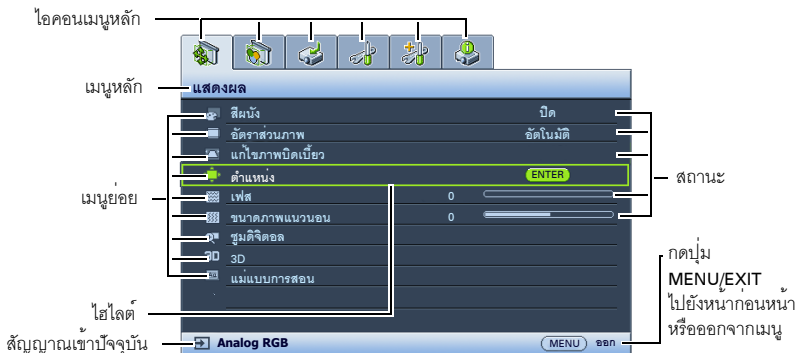 ไอคอนเมนูหลัก
เมนูหลัก
แสดงผล
สีผนัง ปิด
อัตราส่วนภาพ อัตโนมัติ
แก้ไขภาพบิดเบี้ยว
ตำแหน่ง ENTER
สถานะ
เมนูย่อย
เฟส 0
ขนาดภาพแนวนอน 0
ซูมดิจิตอล
3D 3D
แม่แบบการสอน
กดปุ่ม
MENU/EXIT
ไปยังหน้าก่อนหน้า
หรือออกจากเมนู
ไฮไลต์
สัญญาณเข้าปัจจุบัน
Analog RGB MENU ออก